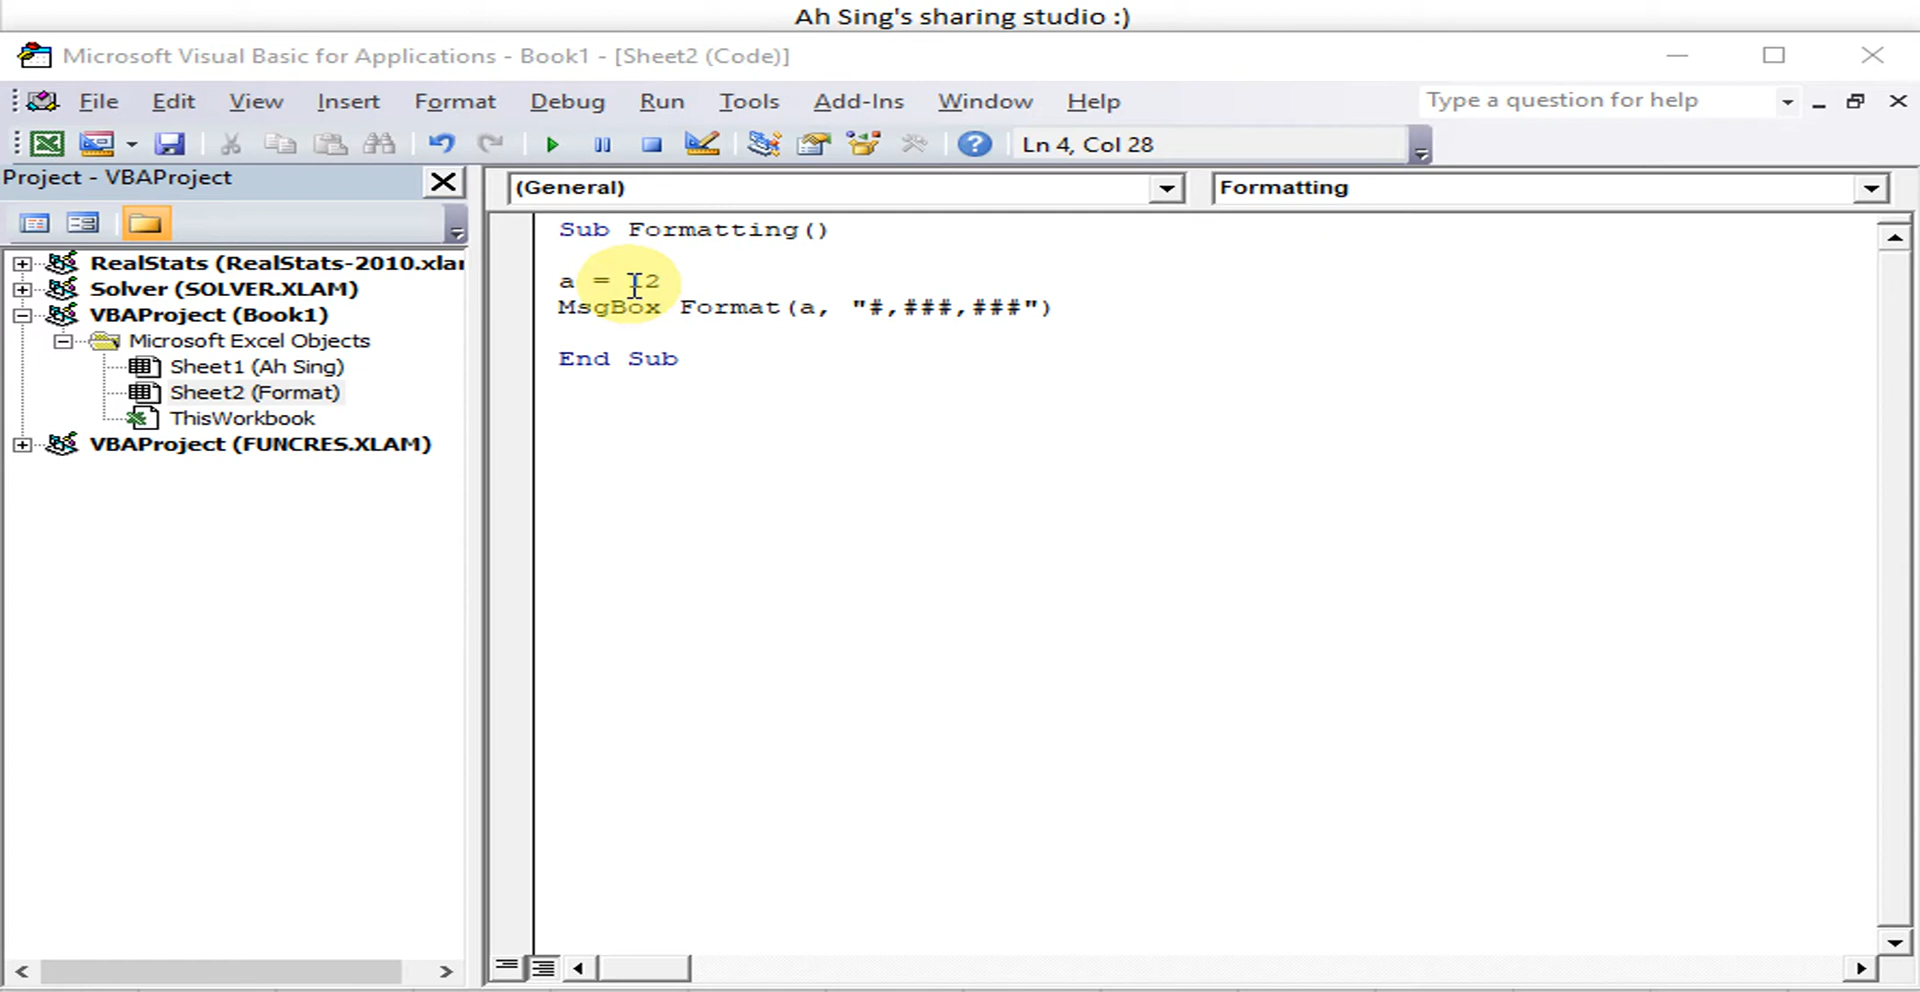 Ah Sing's sharing studio :)
Microsoft Visual Basic for Applications - Book1 - [Sheet2 (Code)]
File Edit View Insert Format Debug Run Tools Add-Ins Window Help
Type a question for help
Ln 4, Col 28
Project - VBAProject
(General)
Formatting
RealStats (RealStats-2010.xlar
Solver (SOLVER.XLAM)
VBAProject (Book1)
Microsoft Excel Objects
Sheet1 (Ah Sing)
Sheet2 (Format)
ThisWorkbook
VBAProject (FUNCRES.XLAM)
Sub Formatting()
a = 12
MsgBox Format(a, "#,###,###")
End Sub